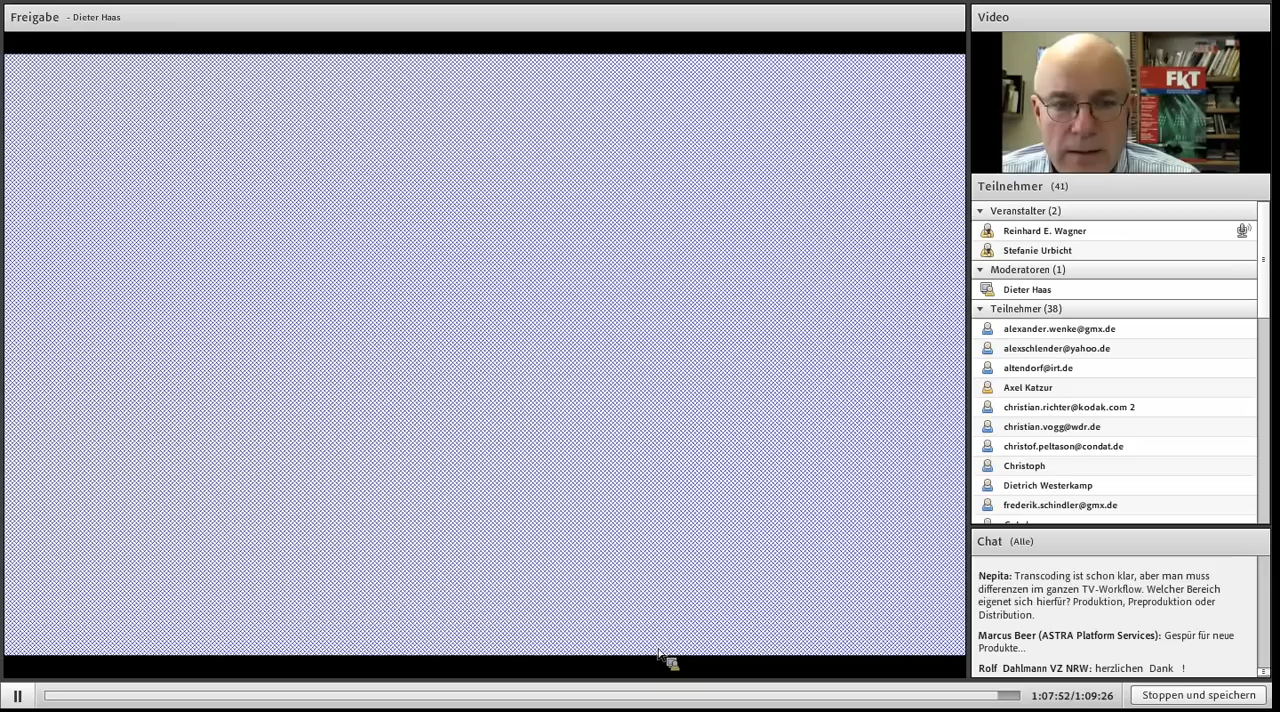 Freigabe - Dieter Haas
Video
FKT
Teilnehmer (41)
Veranstalter (2)
Reinhard E. Wagner
Stefanie Urbicht
Moderatoren (1)
Dieter Haas
Teilnehmer (38)
alexander.wenke@gmx.de
alexschlender@yahoo.de
altendorf@irt.de
Axel Katzur
christian.richter@kodak.com 2
christian.vogg@wdr.de
christof.peltason@condat.de
Christoph
Dietrich Westerkamp
frederik.schindler@gmx.de
Chat (Alle)
Nepita: Transcoding ist schon klar, aber man muss
differenzen im ganzen TV-Workflow. Welcher Bereich
eigenet sich hierfür? Produktion, Preproduktion oder
Distribution.
Marcus Beer (ASTRA Platform Services): Gespür für neue
Produkte...
Rolf Dahlmann VZ NRW: herzlichen Dank !
1:07:52/1:09:26
Stoppen und speichern